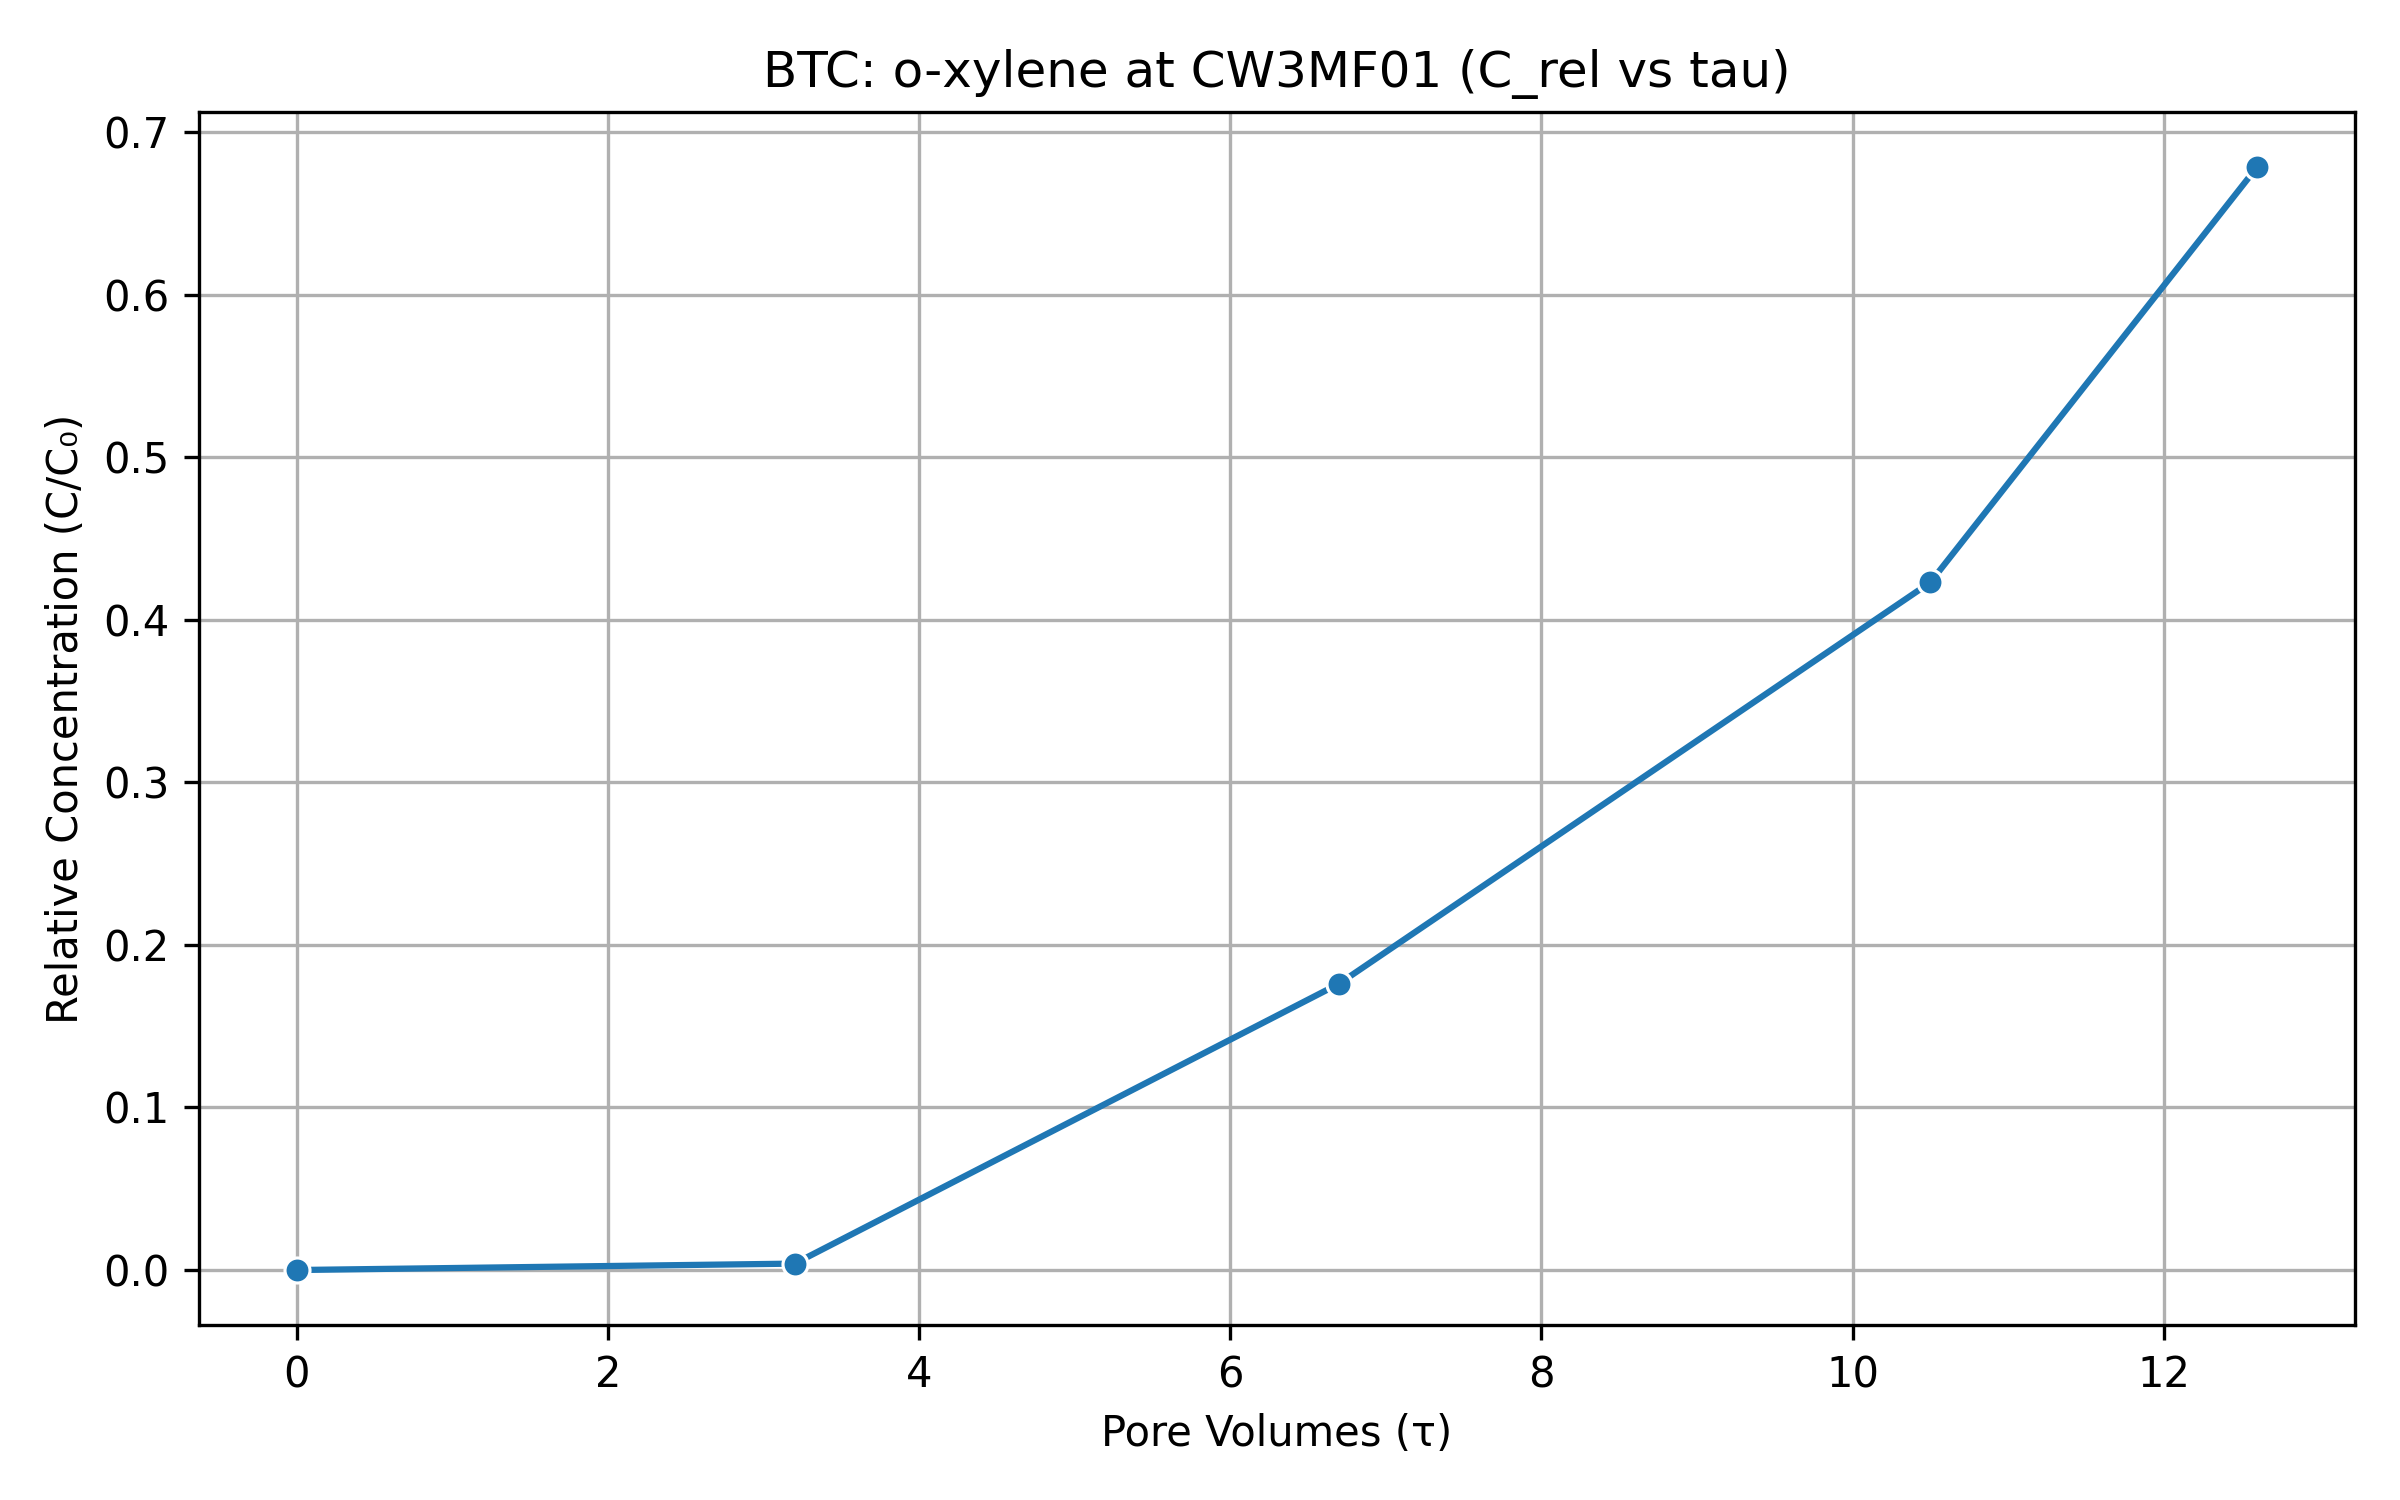 BTC: o-xylene at CW3MF01 (C_rel vs tau)
Relative Concentration (C/C₀)
0.7
0.6
0.5
0.4
0.3
0.2
0.1
0.0
0 2 4 6 8 10 12
Pore Volumes (τ)